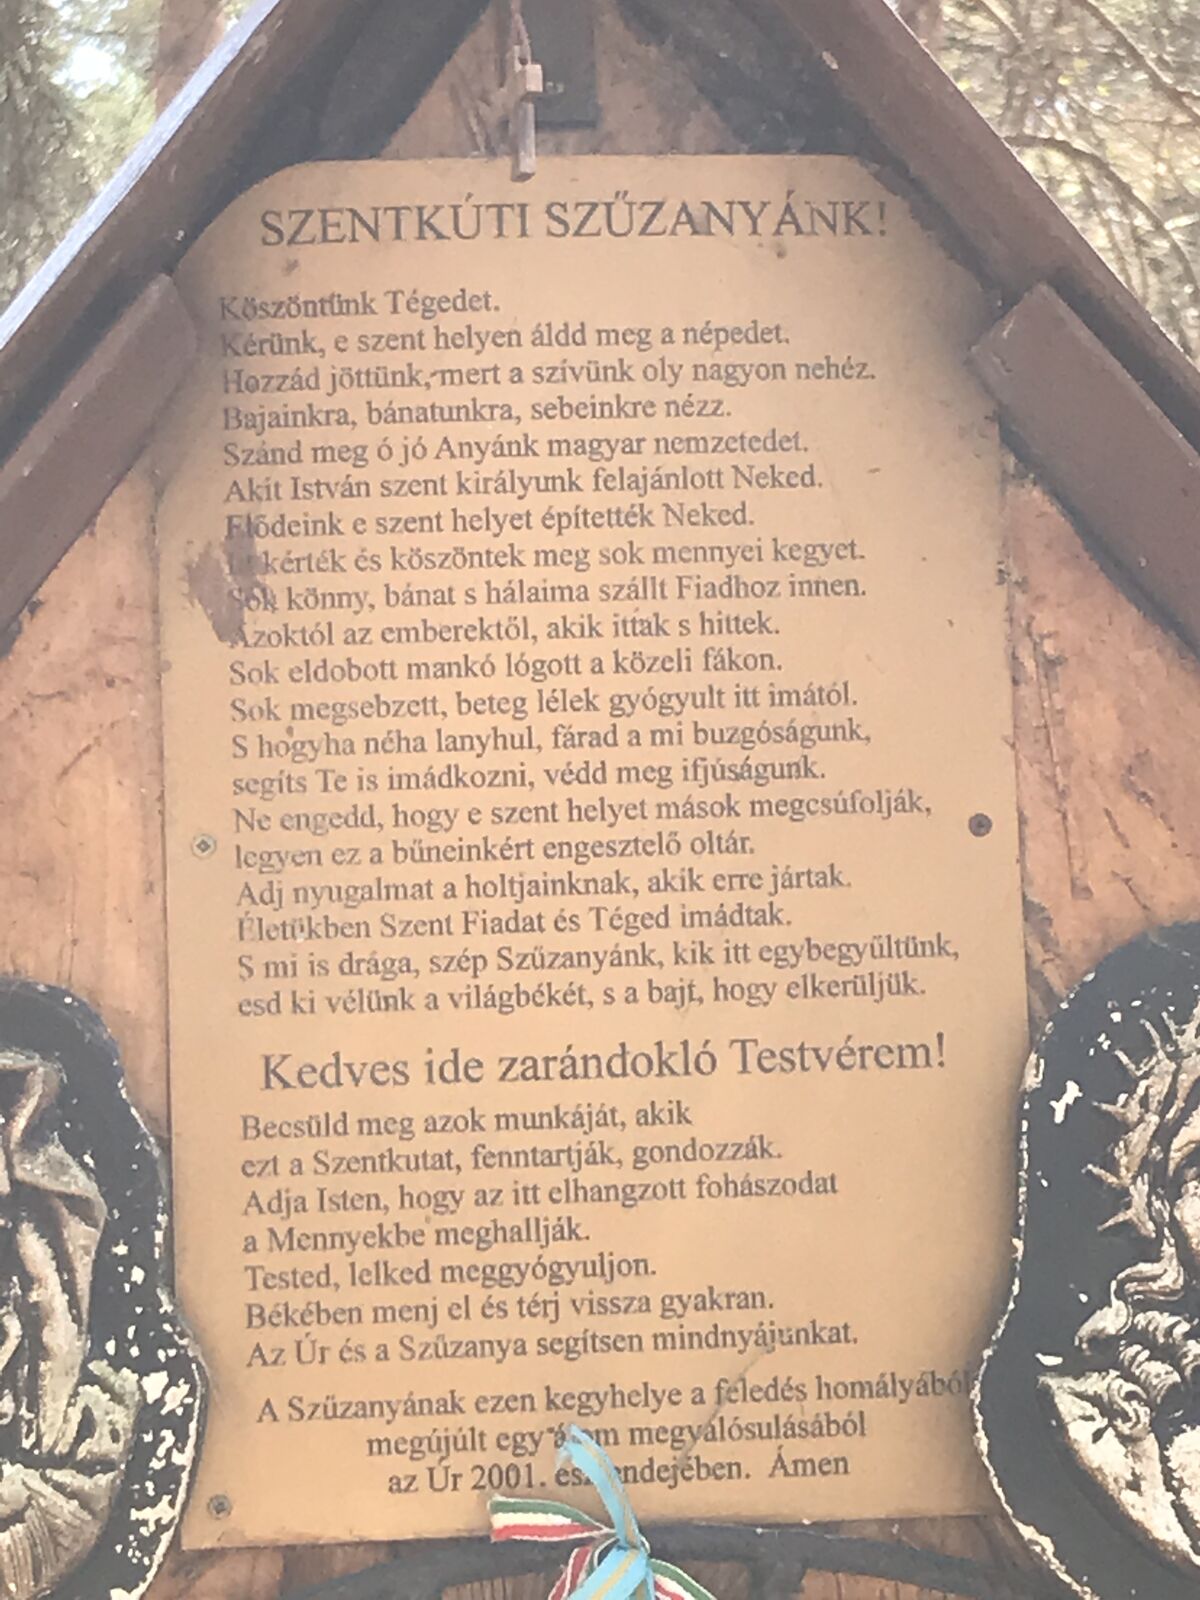 SZENTKÚTI SZŰZANYÁNK!
Köszöntünk Tégedet.
Kérünk, e szent helyen áldd meg a népedet.
Hozzád jöttünk, mert a szívünk oly nagyon nehéz.
Bajainkra, bánatunkra, sebeinkre nézz.
Szánd meg ó jó Anyánk magyar nemzetedet.
Akit István szent királyunk felajánlott Neked.
Elődeink e szent helyet építették Neked.
kérték és köszöntek meg sok mennyei kegyet.
Sok könny, bánat s hálaima szállt Fiadhoz innen.
Azoktól az emberektől, akik ittak s hittek.
Sok eldobott mankó lógott a közeli fákon.
Sok megsebzett, beteg lélek gyógyult itt imától.
S hogyha néha lanyhul, fárad a mi buzgóságunk,
segíts Te is imádkozni, védd meg ifjúságunk.
Ne engedd, hogy e szent helyet mások megcsúfolják,
legyen ez a bűneinkért engesztelő oltár.
Adj nyugalmat a holtjainknak, akik erre jártak.
Életükben Szent Fiadat és Téged imádtak.
S mi is drága, szép Szűzanyánk, kik itt egybegyűltünk,
esd ki vélünk a világbékét, s a bajt, hogy elkerüljük.
Kedves ide zarándokló Testvérem!
Becsüld meg azok munkáját, akik
ezt a Szentkutat, fenntartják, gondozzák.
Adja Isten, hogy az itt elhangzott fohászodat
a Mennyekbe meghallják.
Tested, lelked meggyógyuljon.
Békében menj el és térj vissza gyakran.
Az Úr és a Szűzanya segítsen mindnyájunkat.
A Szűzanyának ezen kegyhelye a feledés homályából
megújúlt egy álom megválósulásából
az Úr 2001. esztendejében. Ámen